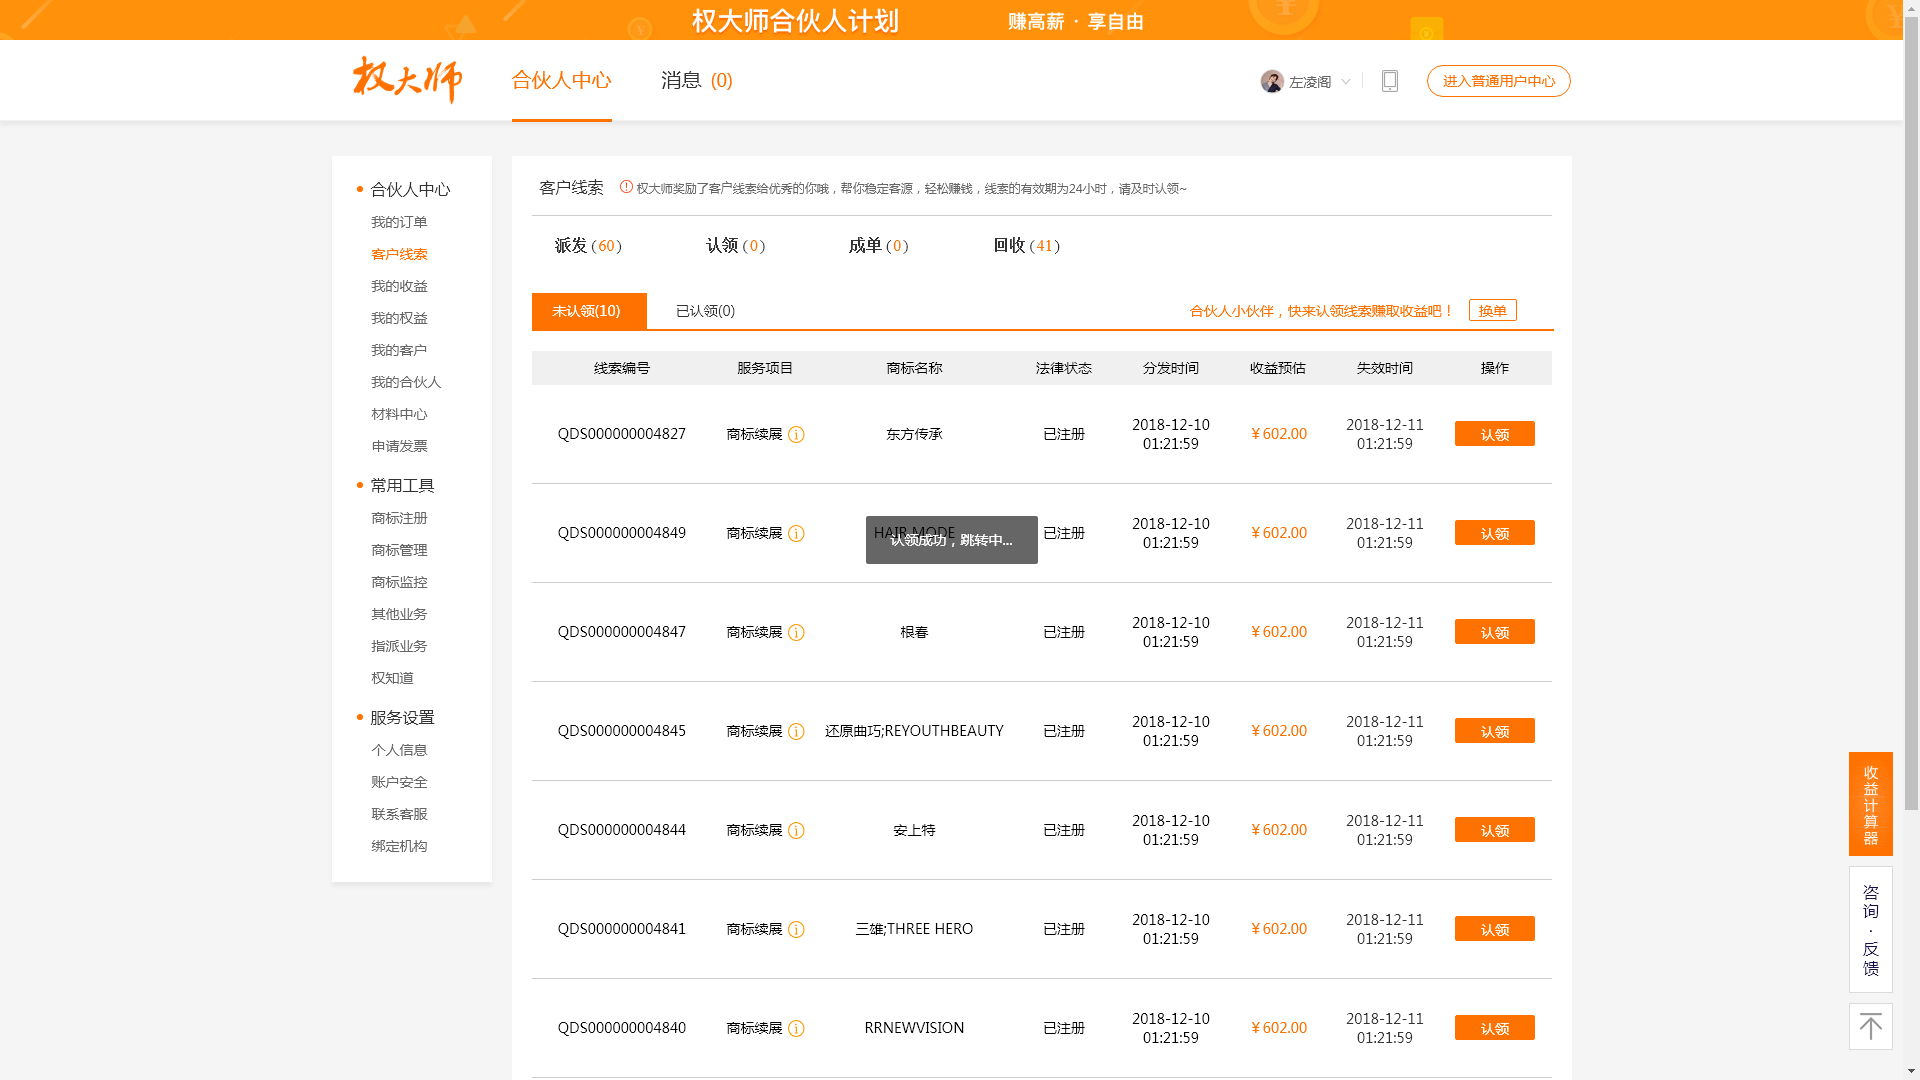 权大师合伙人计划 赚高薪 · 享自由
权大师 合伙人中心 消息 (0) 左凌阁 进入普通用户中心
合伙人中心
我的订单
客户线索
我的收益
我的权益
我的客户
我的合伙人
材料中心
申请发票
常用工具
商标注册
商标管理
商标监控
其他业务
指派业务
权知道
服务设置
个人信息
账户安全
联系客服
绑定机构
客户线索 权大师奖励了客户线索给优秀的你哦，帮你稳定客源，轻松赚钱，线索的有效期为24小时，请及时认领~
派发 (60) 认领 (0) 成单 (0) 回收 (41)
未认领(10) 已认领(0) 合伙人小伙伴，快来认领线索赚取收益吧！ 换单
线索编号 服务项目 商标名称 法律状态 分发时间 收益预估 失效时间 操作
QDS000000004827 商标续展 东方传承 已注册 2018-12-10 01:21:59 ￥602.00 2018-12-11 01:21:59 认领
QDS000000004849 商标续展 HAIR MODE 已注册 2018-12-10 01:21:59 ￥602.00 2018-12-11 01:21:59 认领
认领成功，跳转中...
QDS000000004847 商标续展 根春 已注册 2018-12-10 01:21:59 ￥602.00 2018-12-11 01:21:59 认领
QDS000000004845 商标续展 还原曲巧;REYOUTHBEAUTY 已注册 2018-12-10 01:21:59 ￥602.00 2018-12-11 01:21:59 认领
QDS000000004844 商标续展 安上特 已注册 2018-12-10 01:21:59 ￥602.00 2018-12-11 01:21:59 认领
QDS000000004841 商标续展 三雄;THREE HERO 已注册 2018-12-10 01:21:59 ￥602.00 2018-12-11 01:21:59 认领
QDS000000004840 商标续展 RRNEWVISION 已注册 2018-12-10 01:21:59 ￥602.00 2018-12-11 01:21:59 认领
收益计算器
咨询·反馈